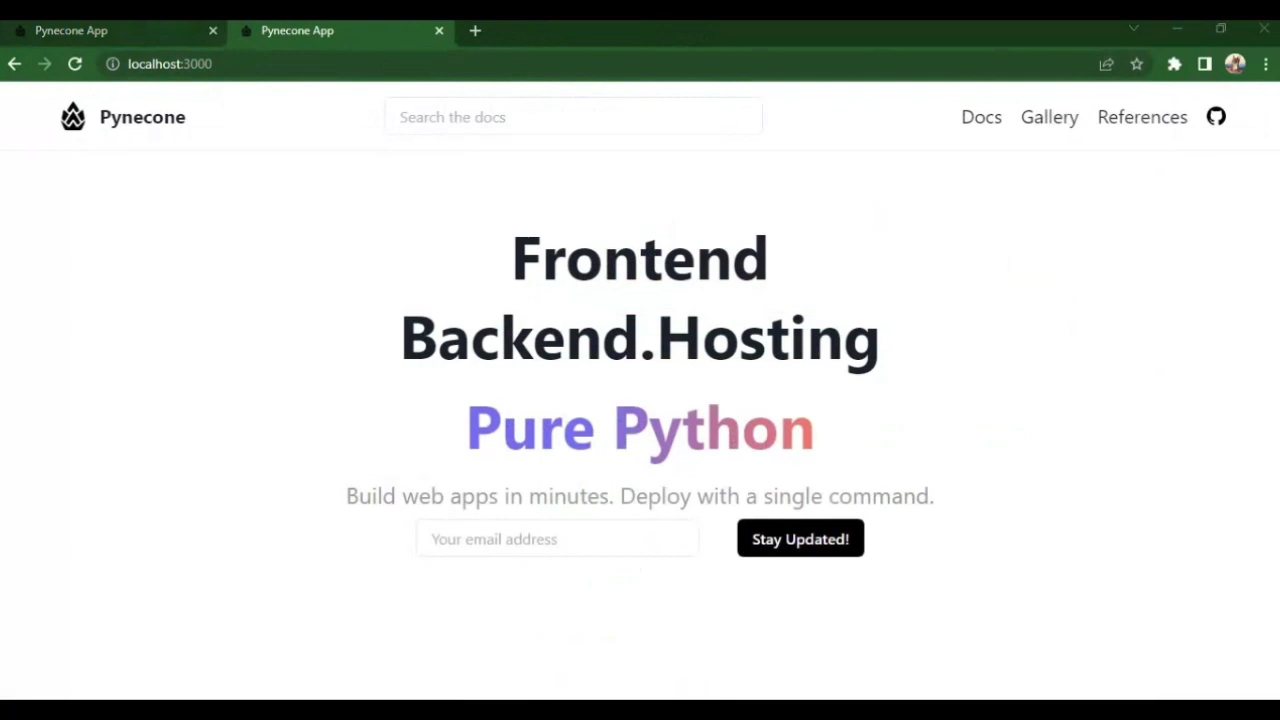 Pynecone App
Pynecone App
localhost:3000
Pynecone
Search the docs
Docs Gallery References
Frontend
Backend.Hosting
Pure Python
Build web apps in minutes. Deploy with a single command.
Your email address
Stay Updated!